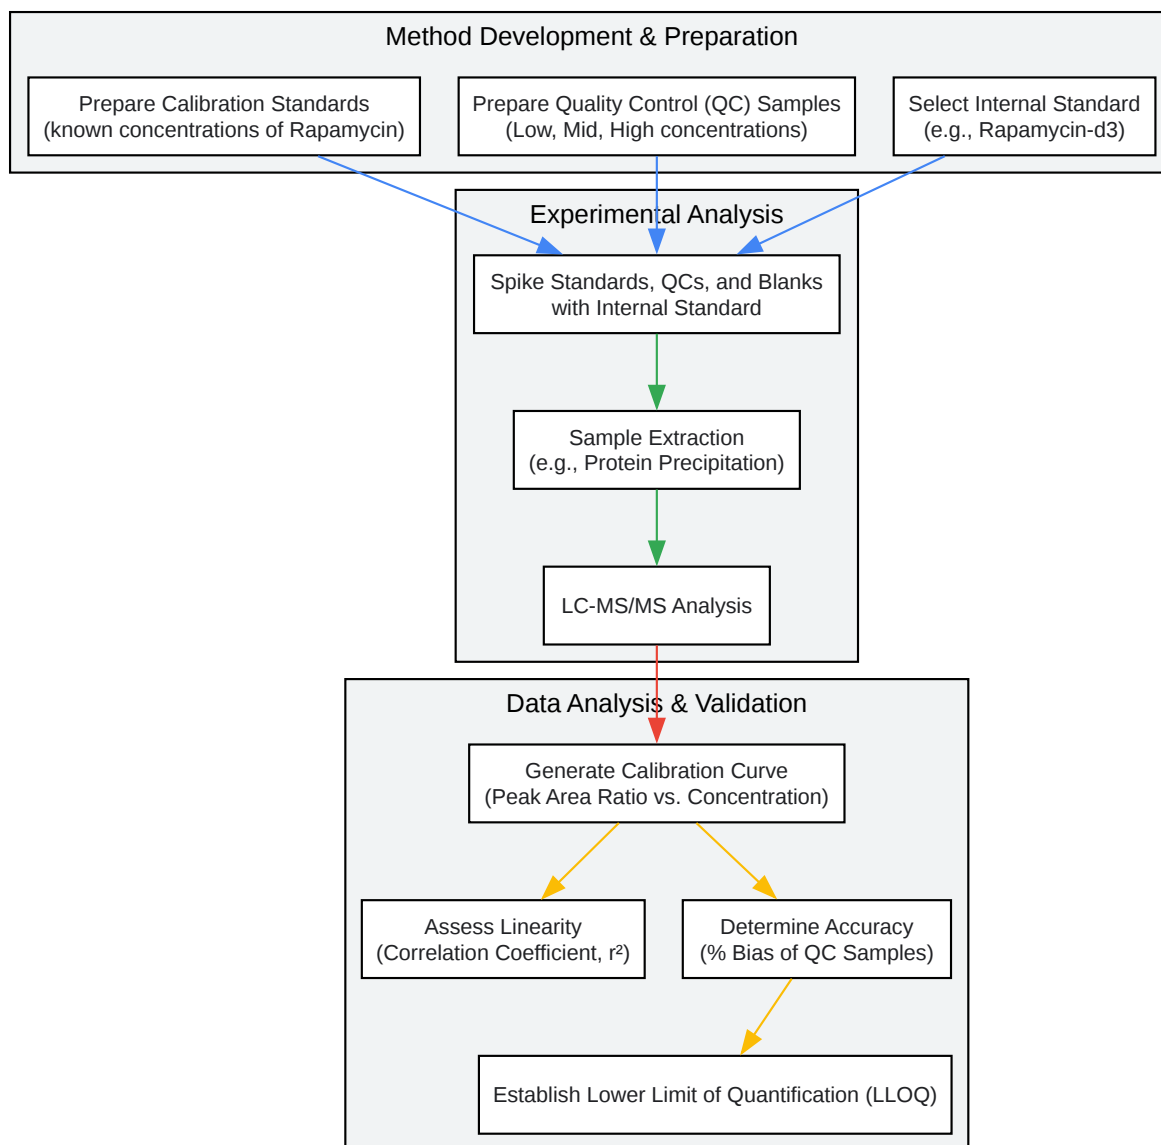 Method Development & Preparation
Prepare Calibration Standards
(known concentrations of Rapamycin)
Prepare Quality Control (QC) Samples
(Low, Mid, High concentrations)
Select Internal Standard
(e.g., Rapamycin-d3)
Experimental Analysis
Spike Standards, QCs, and Blanks
with Internal Standard
Sample Extraction
(e.g., Protein Precipitation)
LC-MS/MS Analysis
Data Analysis & Validation
Generate Calibration Curve
(Peak Area Ratio vs. Concentration)
Assess Linearity
(Correlation Coefficient, r²)
Determine Accuracy
(% Bias of QC Samples)
Establish Lower Limit of Quantification (LLOQ)